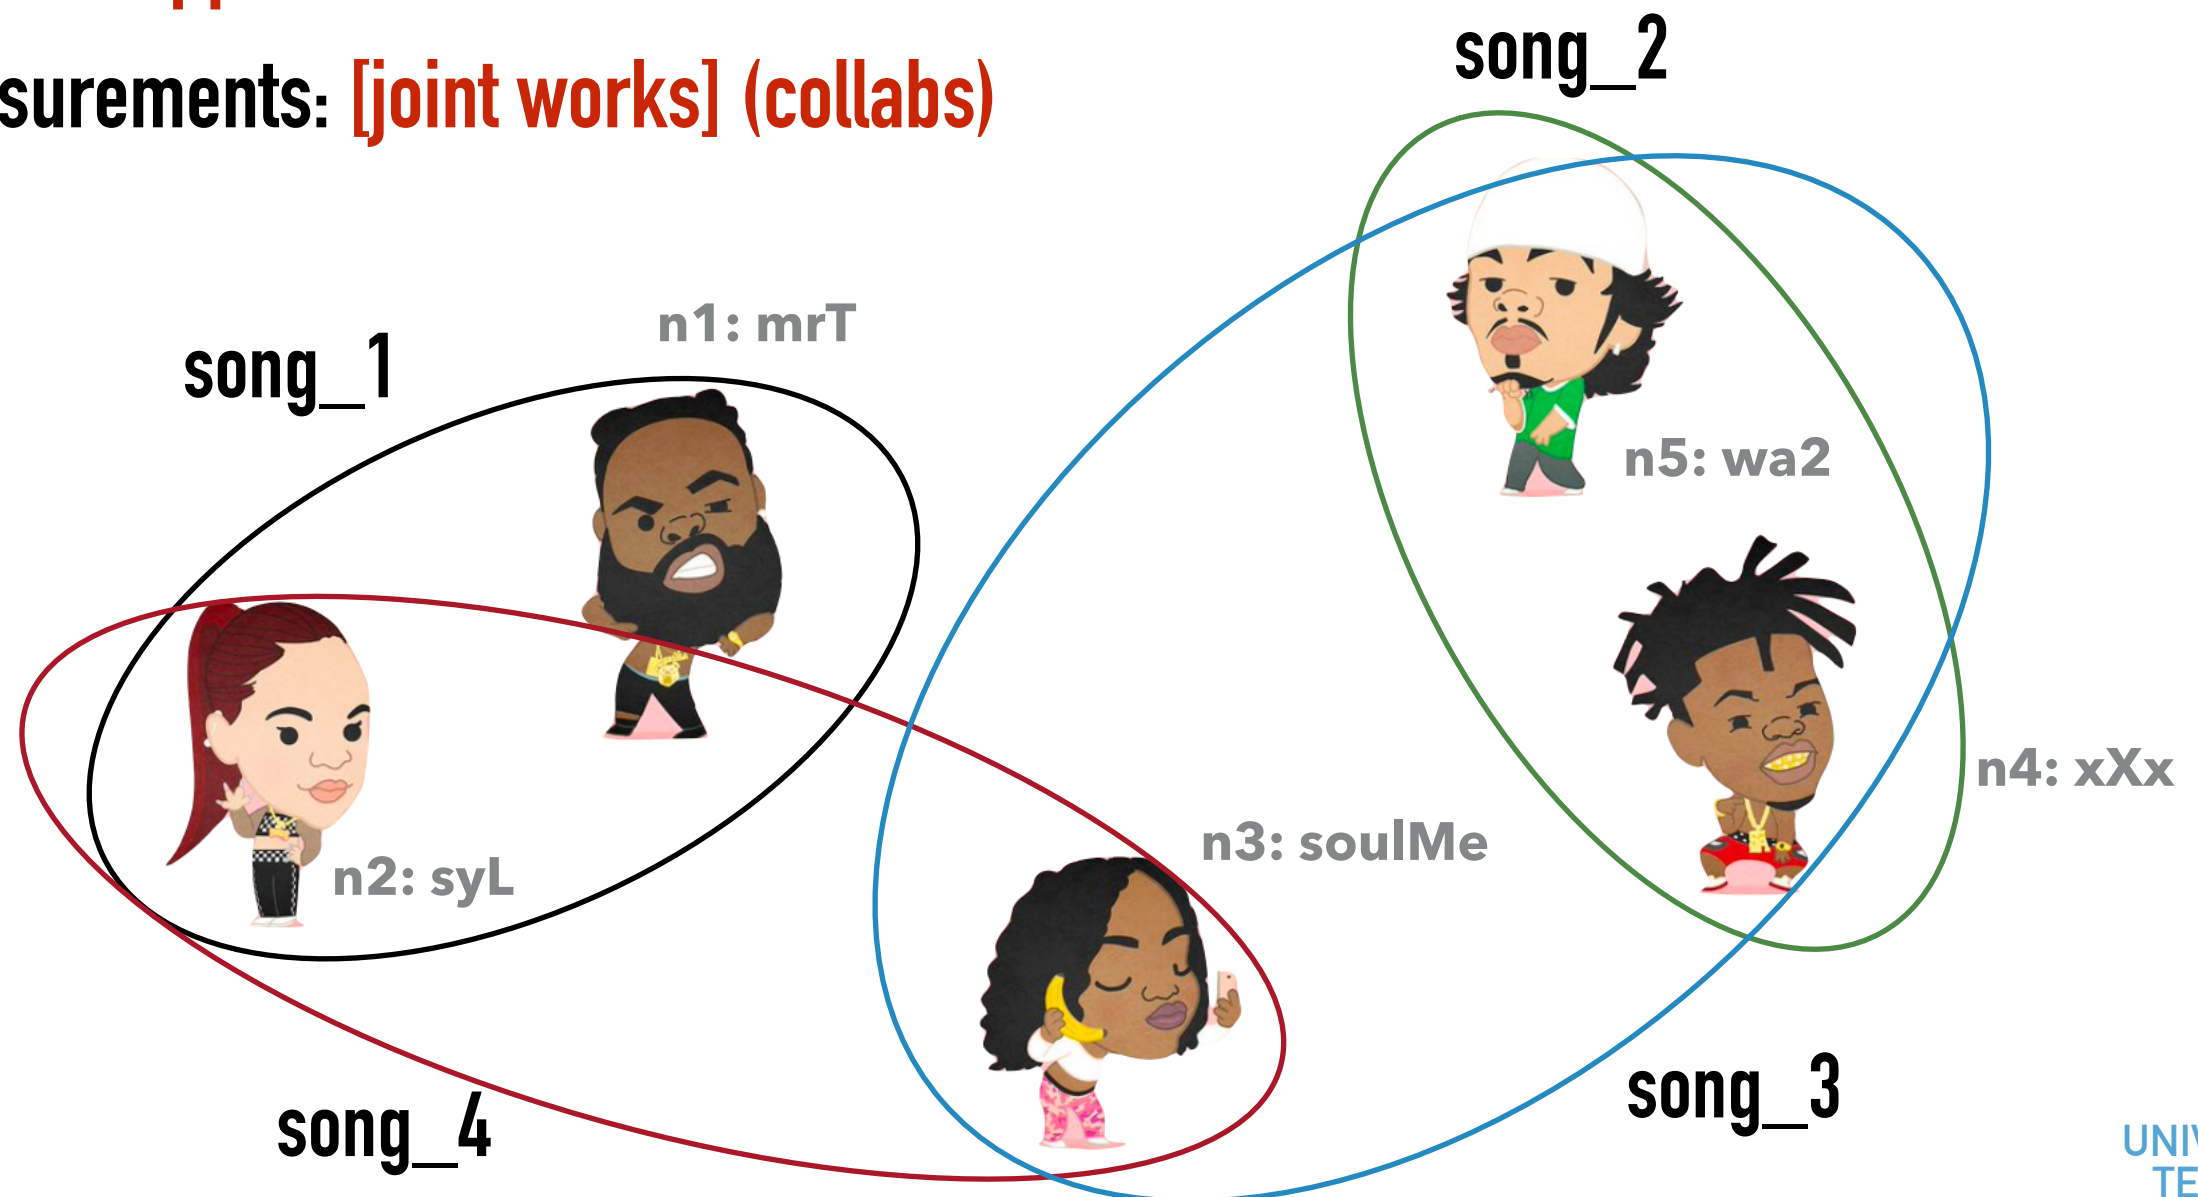 surements: [joint works] (collabs)
song_2
n1: mrT
song_1
n5: wa2
n4: xXx
n3: soulMe
n2: syL
song_3
song_4